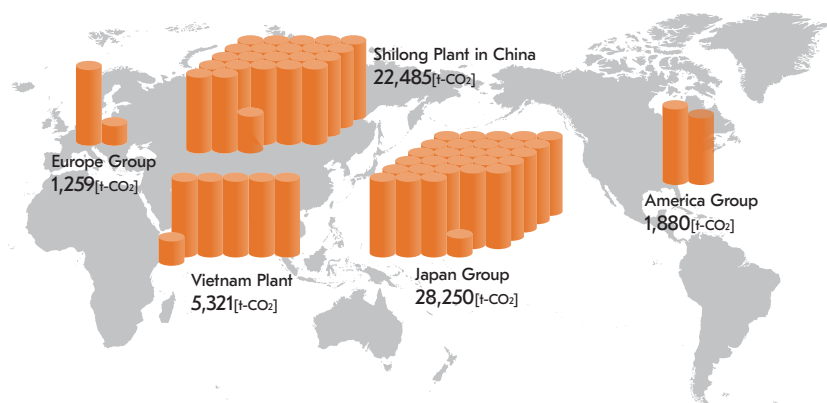 Shilong Plant in China
22,485[t-CO2]
Europe Group
1,259[t-CO2]
America Group
1,880[t-CO2]
Vietnam Plant
5,321[t-CO2]
Japan Group
28,250[t-CO2]